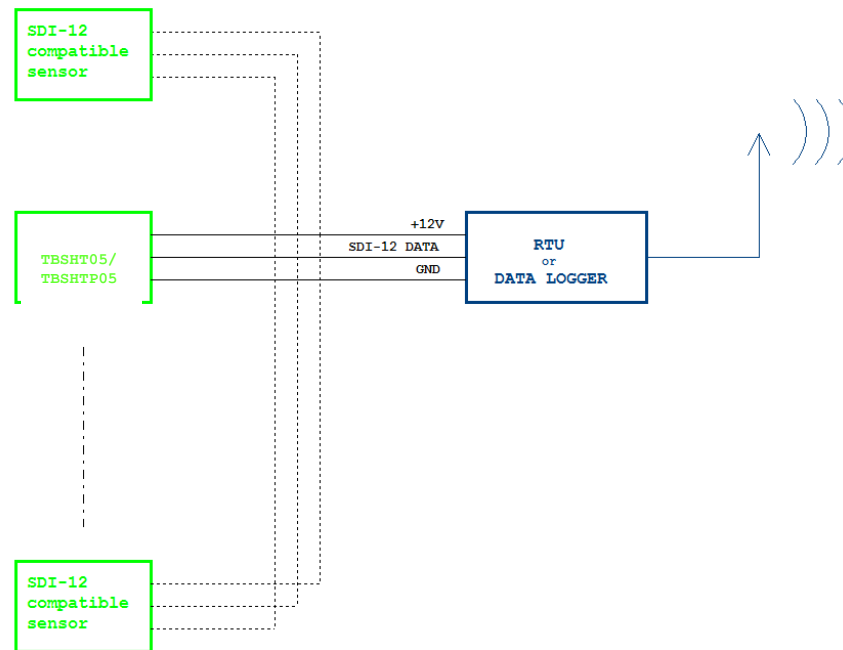 SDI-12
compatible
sensor
+12V
SDI-12 DATA
GND
TBSHT05/
TBSHTP05
RTU
or
DATA LOGGER
SDI-12
compatible
sensor